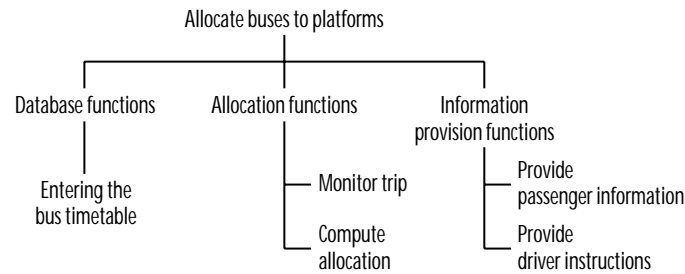 Allocate buses to platforms
Database functions
Allocation functions
Information
provision functions
Entering the
bus timetable
Monitor trip
Compute
allocation
Provide
passenger information
Provide
driver instructions